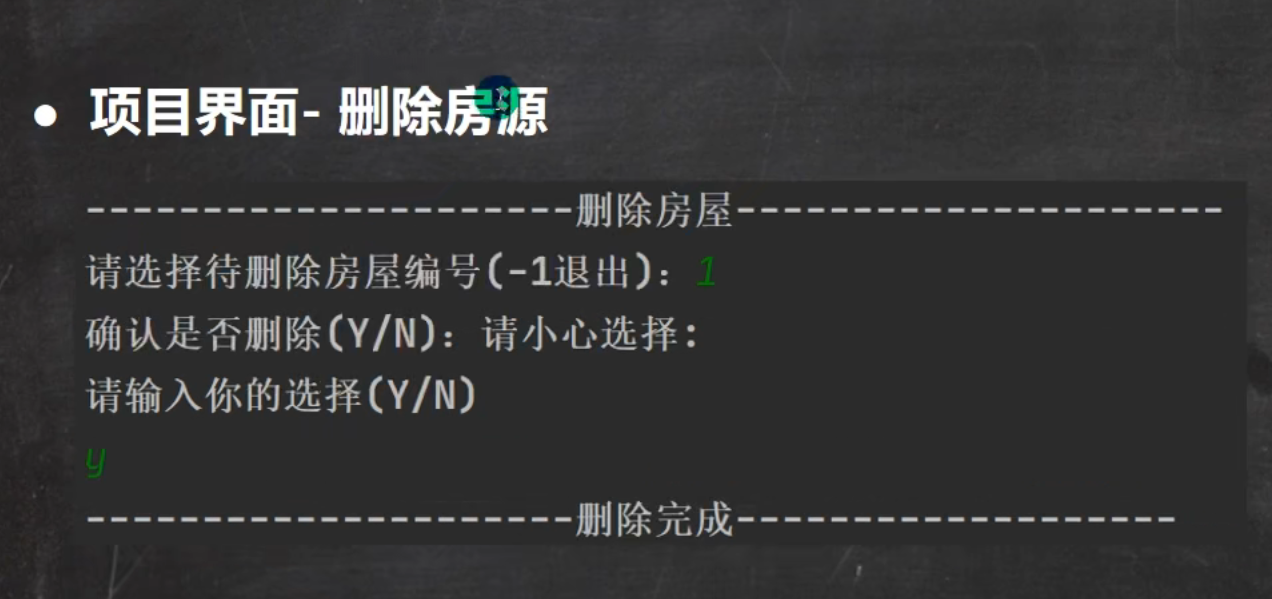 ● 项目界面- 删除房源
---------------------删除房屋---------------------
请选择待删除房屋编号(-1退出)：1
确认是否删除(Y/N)：请小心选择:
请输入你的选择(Y/N)
y
---------------------删除完成-------------------